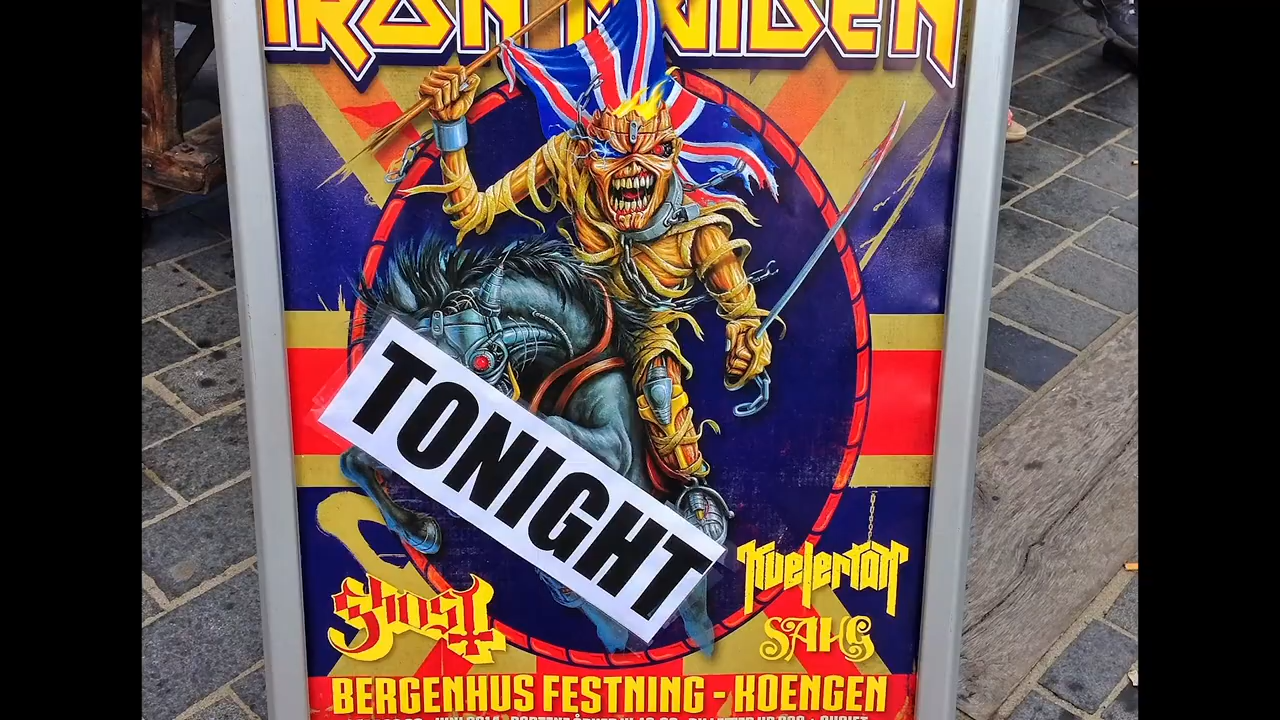 IRON MAIDEN
TONIGHT
GHOST
KVELERTAK
SAHG
BERGENHUS FESTNING - KOENGEN